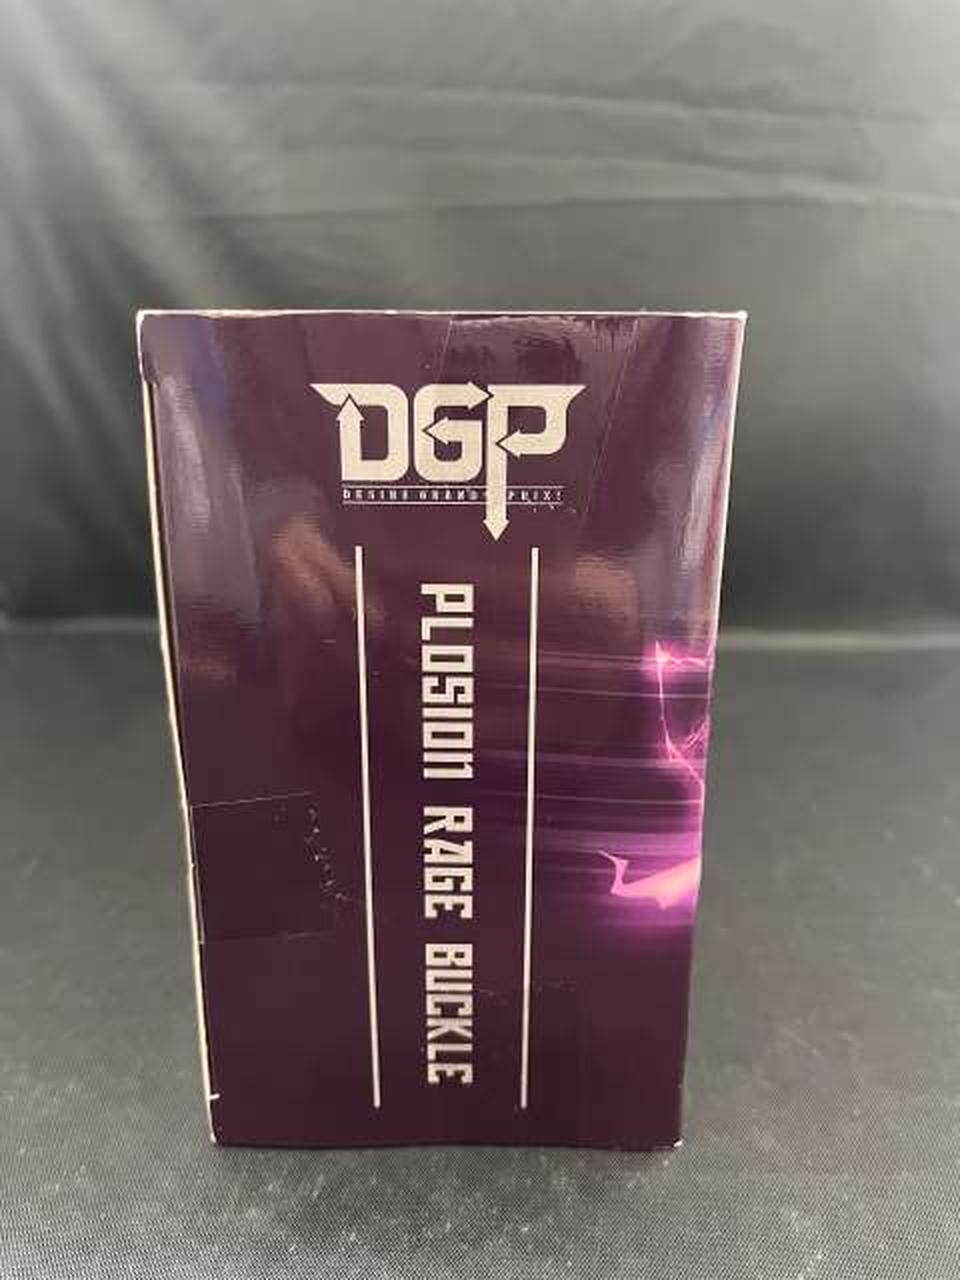 DGP
DESIRE GRAND PRIX!
PLOSION RAGE BUCKLE